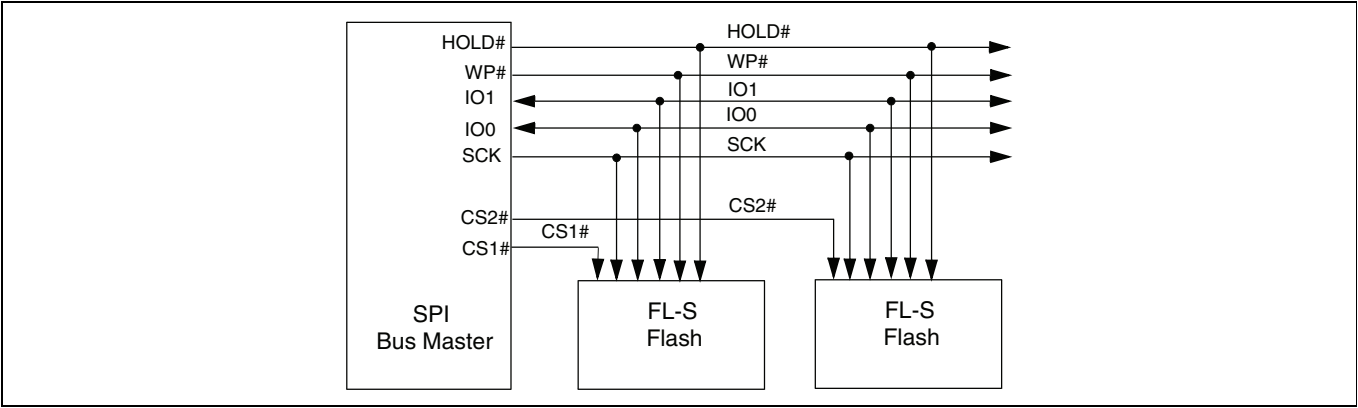 HOLD#
HOLD#
WP#
WP#
IO1
IO1
IO0
IO0
SCK
SCK
CS2#
CS2#
CS1#
CS1#
SPI
Bus Master
FL-S
Flash
FL-S
Flash